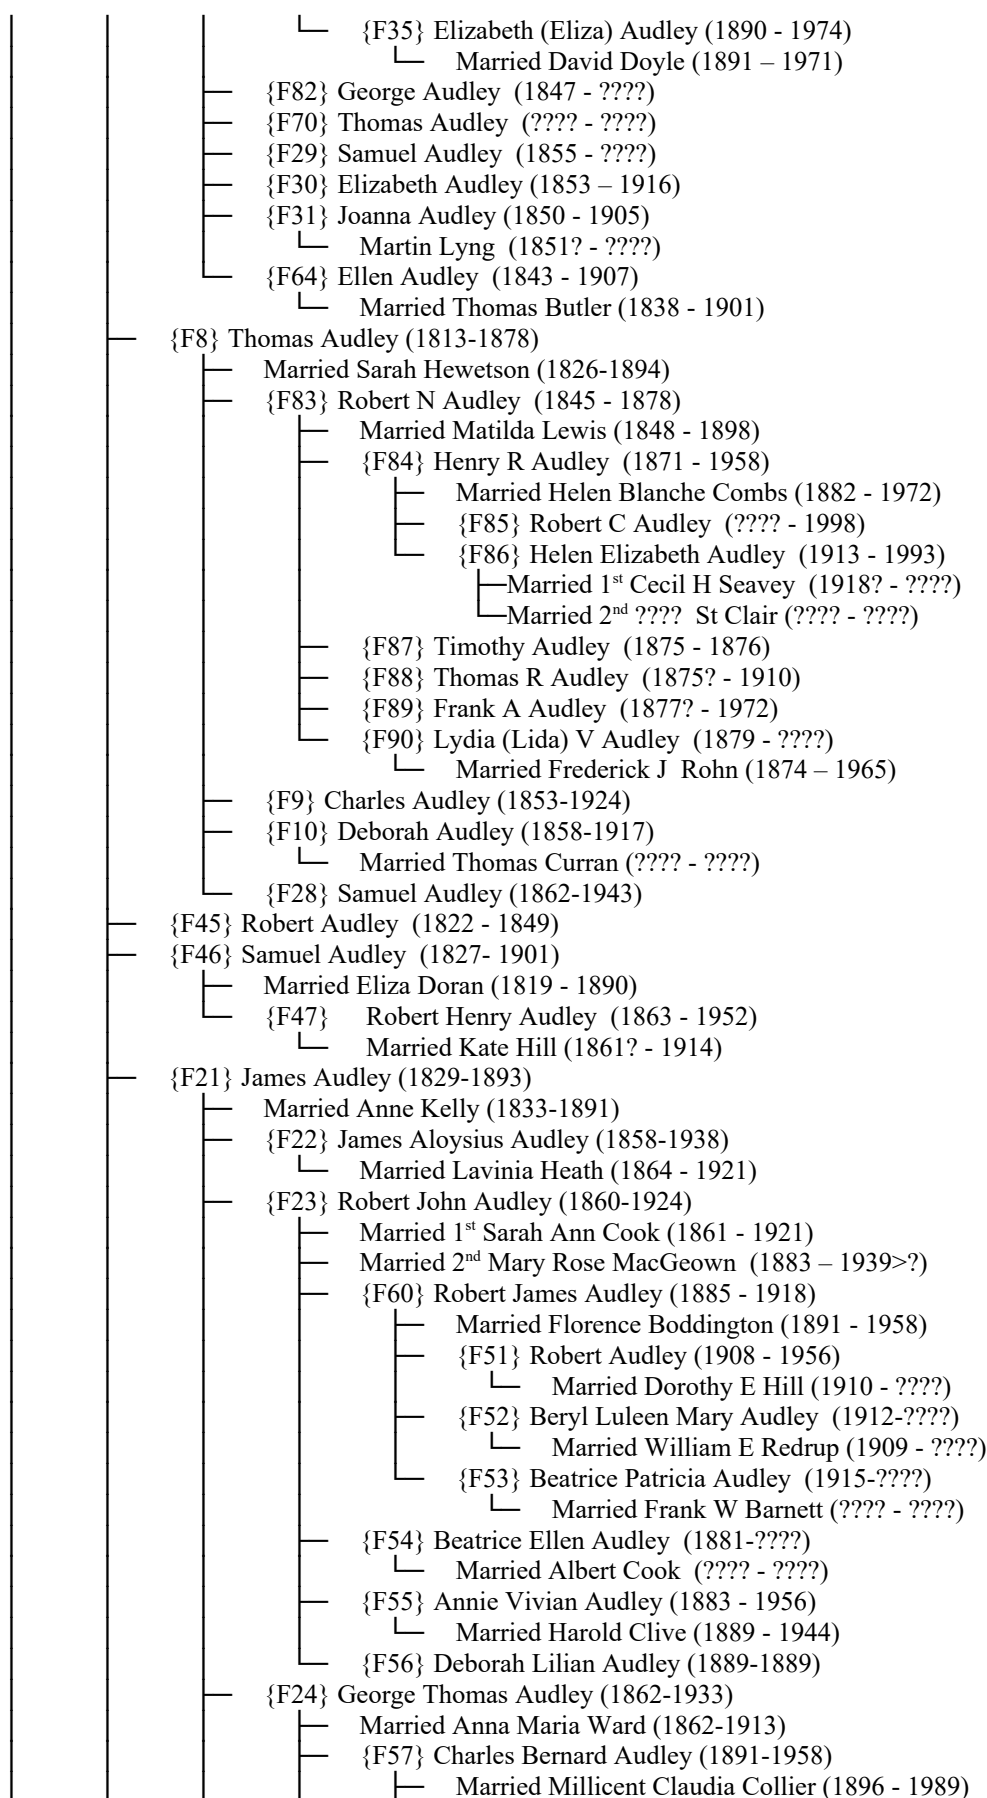 {F35} Elizabeth (Eliza) Audley (1890 - 1974)
Married David Doyle (1891 – 1971)
{F82} George Audley (1847 - ????)
{F70} Thomas Audley (???? - ????)
{F29} Samuel Audley (1855 - ????)
{F30} Elizabeth Audley (1853 – 1916)
{F31} Joanna Audley (1850 - 1905)
Martin Lyng (1851? - ????)
{F64} Ellen Audley (1843 - 1907)
Married Thomas Butler (1838 - 1901)
{F8} Thomas Audley (1813-1878)
Married Sarah Hewetson (1826-1894)
{F83} Robert N Audley (1845 - 1878)
Married Matilda Lewis (1848 - 1898)
{F84} Henry R Audley (1871 - 1958)
Married Helen Blanche Combs (1882 - 1972)
{F85} Robert C Audley (???? - 1998)
{F86} Helen Elizabeth Audley (1913 - 1993)
Married 1st Cecil H Seavey (1918? - ????)
Married 2nd ???? St Clair (???? - ????)
{F87} Timothy Audley (1875 - 1876)
{F88} Thomas R Audley (1875? - 1910)
{F89} Frank A Audley (1877? - 1972)
{F90} Lydia (Lida) V Audley (1879 - ????)
Married Frederick J Rohn (1874 – 1965)
{F9} Charles Audley (1853-1924)
{F10} Deborah Audley (1858-1917)
Married Thomas Curran (???? - ????)
{F28} Samuel Audley (1862-1943)
{F45} Robert Audley (1822 - 1849)
{F46} Samuel Audley (1827- 1901)
Married Eliza Doran (1819 - 1890)
{F47} Robert Henry Audley (1863 - 1952)
Married Kate Hill (1861? - 1914)
{F21} James Audley (1829-1893)
Married Anne Kelly (1833-1891)
{F22} James Aloysius Audley (1858-1938)
Married Lavinia Heath (1864 - 1921)
{F23} Robert John Audley (1860-1924)
Married 1st Sarah Ann Cook (1861 - 1921)
Married 2nd Mary Rose MacGeown (1883 – 1939>?)
{F60} Robert James Audley (1885 - 1918)
Married Florence Boddington (1891 - 1958)
{F51} Robert Audley (1908 - 1956)
Married Dorothy E Hill (1910 - ????)
{F52} Beryl Luleen Mary Audley (1912-????)
Married William E Redrup (1909 - ????)
{F53} Beatrice Patricia Audley (1915-????)
Married Frank W Barnett (???? - ????)
{F54} Beatrice Ellen Audley (1881-????)
Married Albert Cook (???? - ????)
{F55} Annie Vivian Audley (1883 - 1956)
Married Harold Clive (1889 - 1944)
{F56} Deborah Lilian Audley (1889-1889)
{F24} George Thomas Audley (1862-1933)
Married Anna Maria Ward (1862-1913)
{F57} Charles Bernard Audley (1891-1958)
Married Millicent Claudia Collier (1896 - 1989)